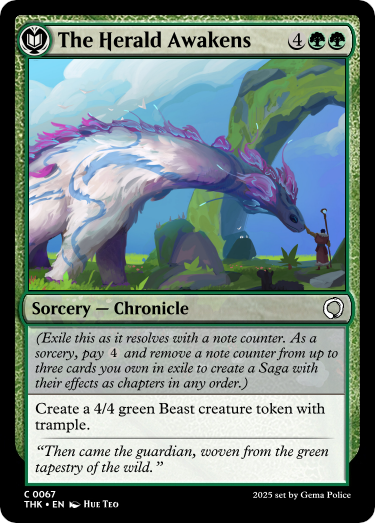 The Herald Awakens 4
Sorcery — Chronicle
(Exile this as it resolves with a note counter. As a
sorcery, pay 4 and remove a note counter from up to
three cards you own in exile to create a Saga with
their effects as chapters in any order.)
Create a 4/4 green Beast creature token with
trample.
“Then came the guardian, woven from the green
tapestry of the wild.”
C 0067
THK • EN Hue Teo
2025 set by Gema Police